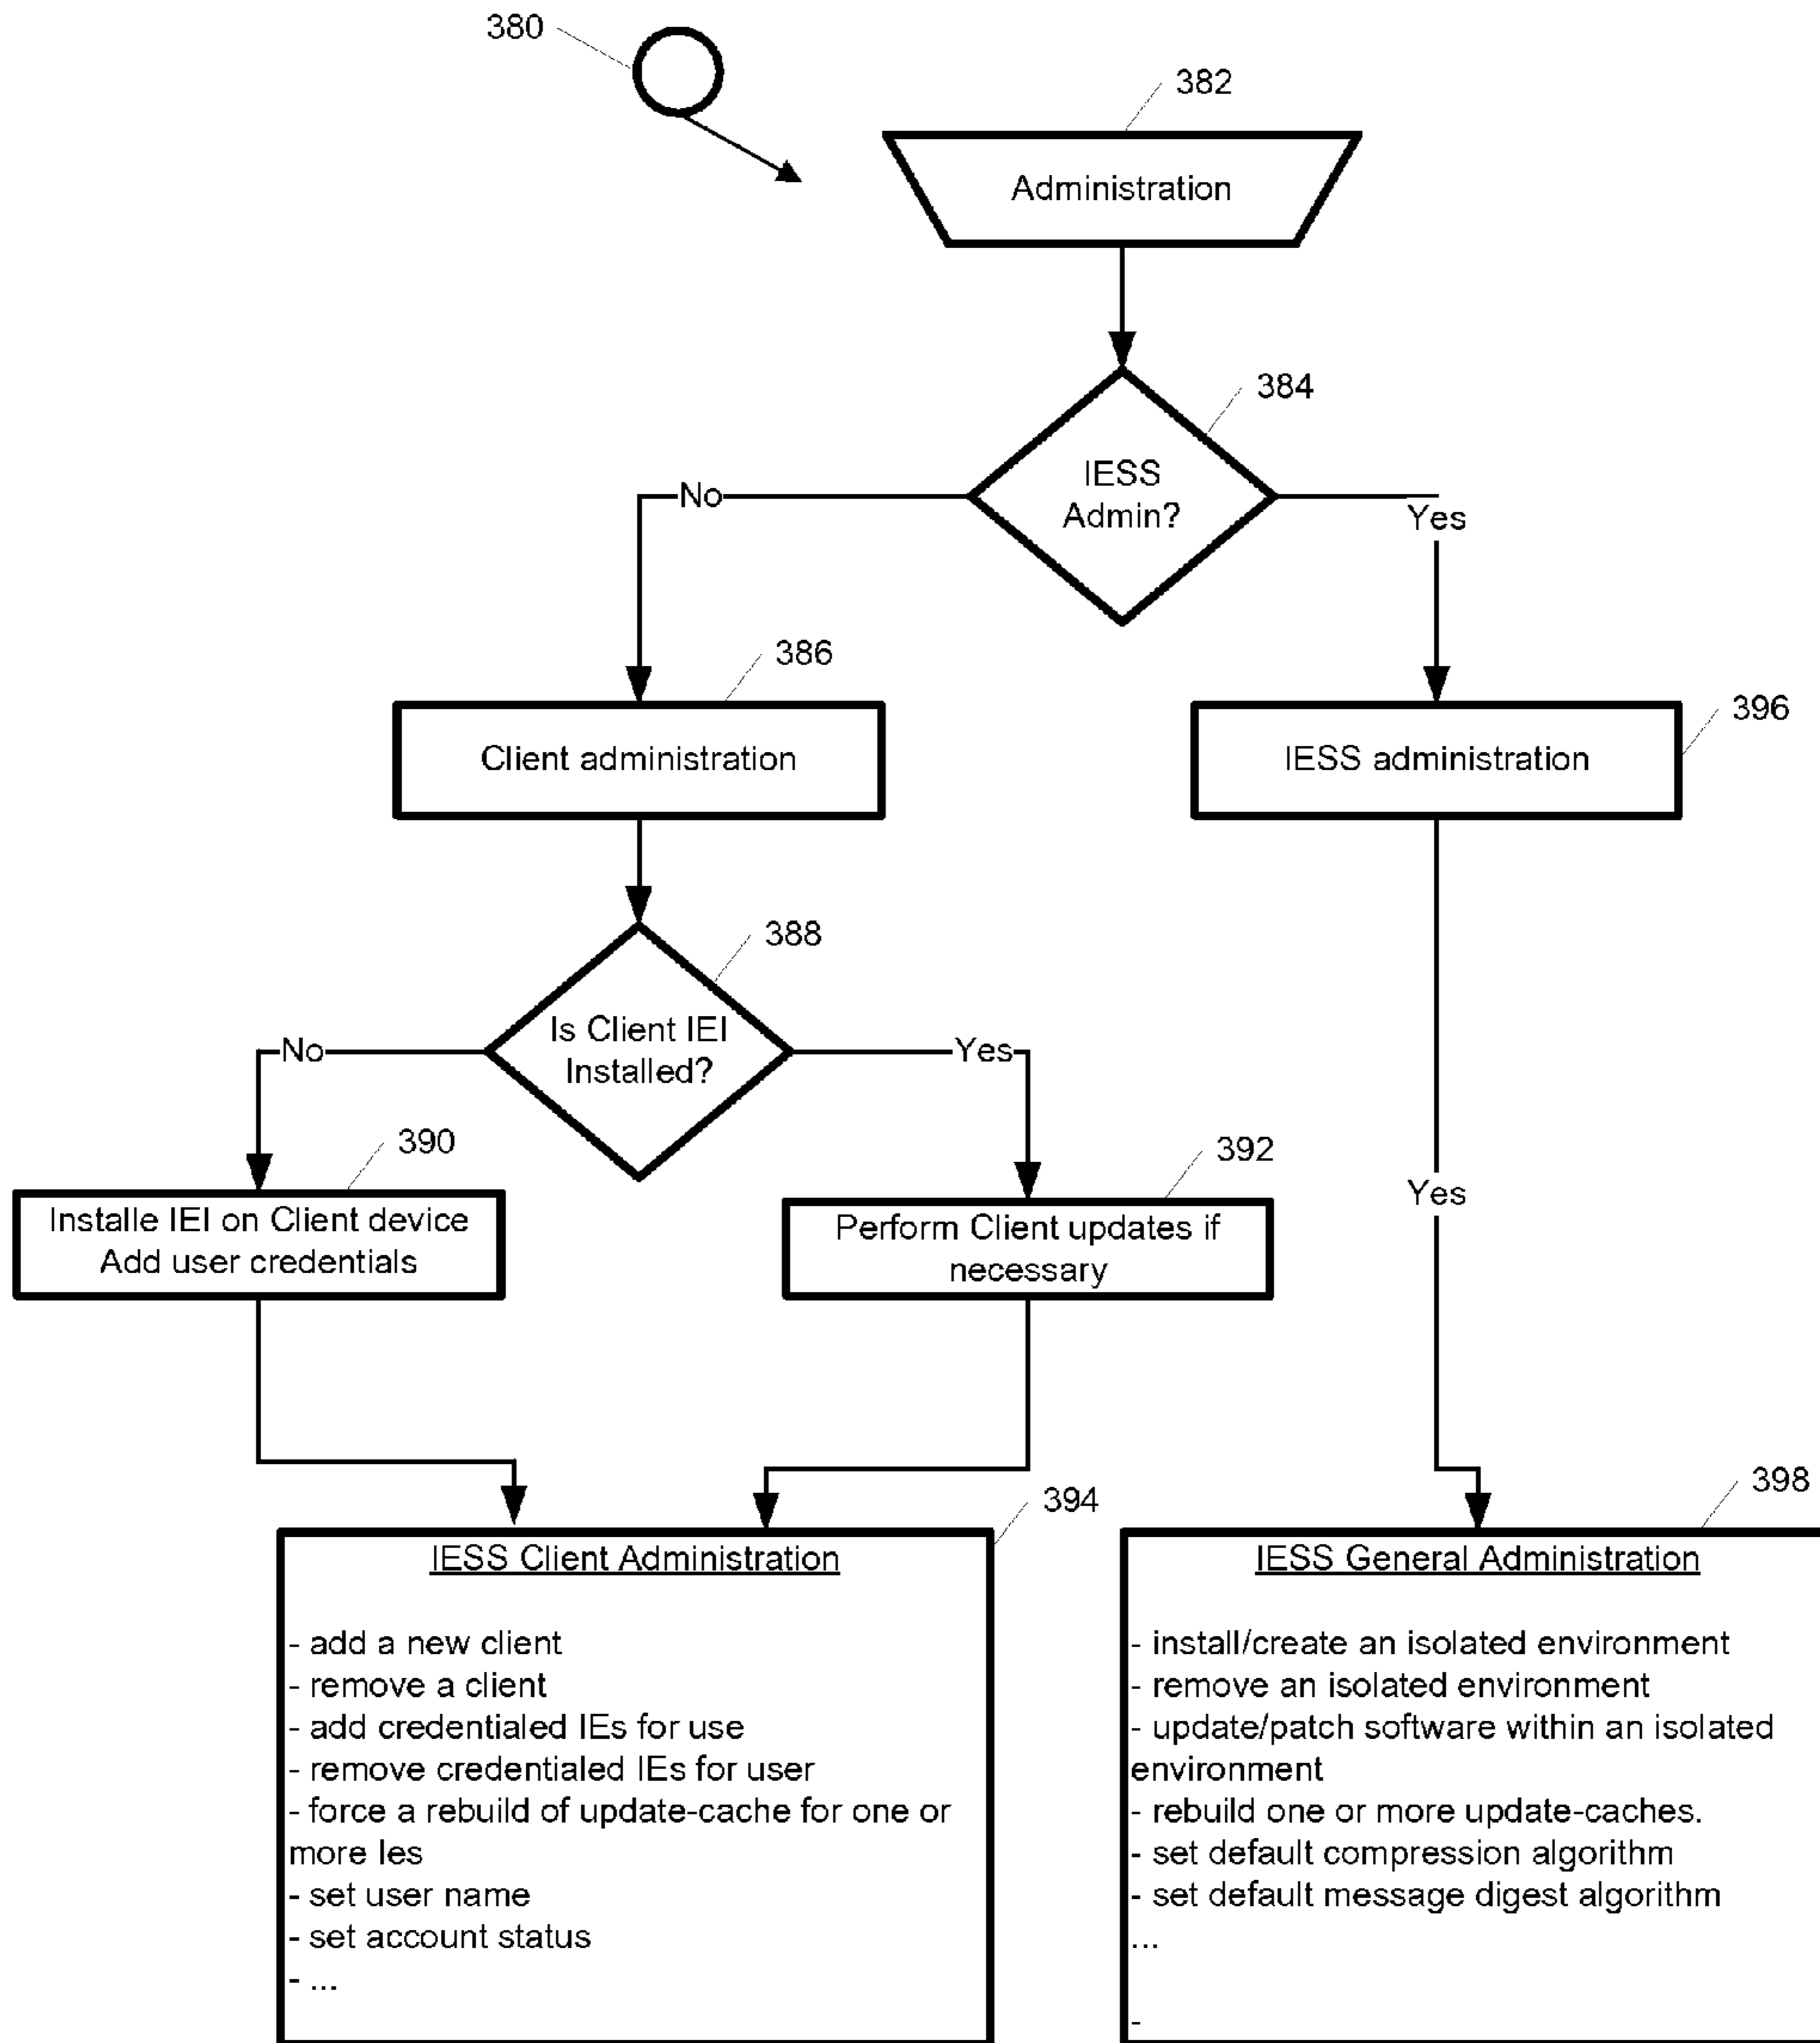 380
382
Administration
384
IESS
Admin?
No
Yes
386
Client administration
396
IESS administration
388
Is Client IEI
Installed?
No
Yes
390
Installe IEI on Client device
Add user credentials
392
Perform Client updates if
necessary
Yes
394
IESS Client Administration
- add a new client
- remove a client
- add credentialed IEs for use
- remove credentialed IEs for user
- force a rebuild of update-cache for one or
more Ies
- set user name
- set account status
- ...
398
IESS General Administration
- install/create an isolated environment
- remove an isolated environment
- update/patch software within an isolated
environment
- rebuild one or more update-caches.
- set default compression algorithm
- set default message digest algorithm
...
-